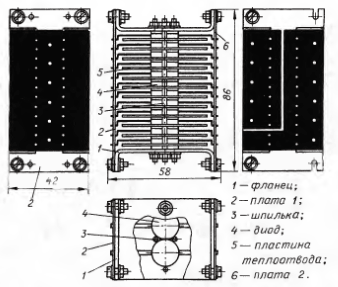 6
5
4
3
2
1
86
42
2
58
4
3
2
1
1 — фланец;
2 — плата 1;
3 — шпилька;
4 — диод;
5 — пластина
теплоотвода;
6 — плата 2.